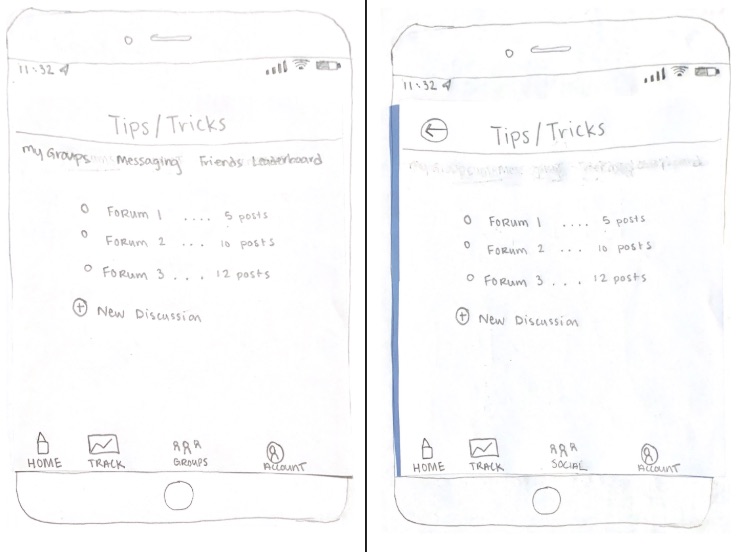 11:32
Tips/Tricks
My Groups Messaging Friends Leaderboard
Forum 1 .... 5 posts
Forum 2 ... 10 posts
Forum 3 ... 12 posts
New Discussion
HOME TRACK GROUPS ACCOUNT
11:32
Tips/Tricks
Forum 1 .... 5 posts
Forum 2 ... 10 posts
Forum 3 ... 12 posts
New Discussion
HOME TRACK SOCIAL ACCOUNT